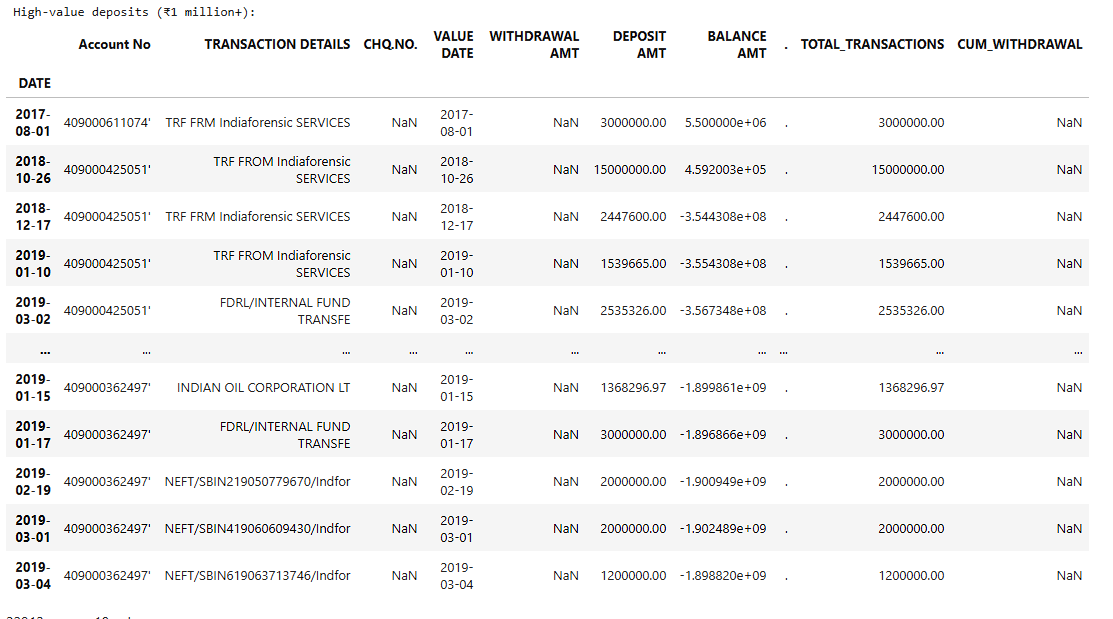 High-value deposits (₹1 million+):
Account No TRANSACTION DETAILS CHQ.NO. VALUE DATE WITHDRAWAL AMT DEPOSIT AMT BALANCE AMT . TOTAL_TRANSACTIONS CUM_WITHDRAWAL
DATE
2017-08-01 409000611074' TRF FRM Indiaforensic SERVICES NaN 2017-08-01 NaN 3000000.00 5.500000e+06 . 3000000.00 NaN
2018-10-26 409000425051' TRF FROM Indiaforensic SERVICES NaN 2018-10-26 NaN 15000000.00 4.592003e+05 . 15000000.00 NaN
2018-12-17 409000425051' TRF FRM Indiaforensic SERVICES NaN 2018-12-17 NaN 2447600.00 -3.544308e+08 . 2447600.00 NaN
2019-01-10 409000425051' TRF FROM Indiaforensic SERVICES NaN 2019-01-10 NaN 1539665.00 -3.554308e+08 . 1539665.00 NaN
2019-03-02 409000425051' FDRL/INTERNAL FUND TRANSFE NaN 2019-03-02 NaN 2535326.00 -3.567348e+08 . 2535326.00 NaN
... ... ... ... ... ... ... ... ... ... ...
2019-01-15 409000362497' INDIAN OIL CORPORATION LT NaN 2019-01-15 NaN 1368296.97 -1.899861e+09 . 1368296.97 NaN
2019-01-17 409000362497' FDRL/INTERNAL FUND TRANSFE NaN 2019-01-17 NaN 3000000.00 -1.896866e+09 . 3000000.00 NaN
2019-02-19 409000362497' NEFT/SBIN219050779670/Indfor NaN 2019-02-19 NaN 2000000.00 -1.900949e+09 . 2000000.00 NaN
2019-03-01 409000362497' NEFT/SBIN419060609430/Indfor NaN 2019-03-01 NaN 2000000.00 -1.902489e+09 . 2000000.00 NaN
2019-03-04 409000362497' NEFT/SBIN619063713746/Indfor NaN 2019-03-04 NaN 1200000.00 -1.898820e+09 . 1200000.00 NaN